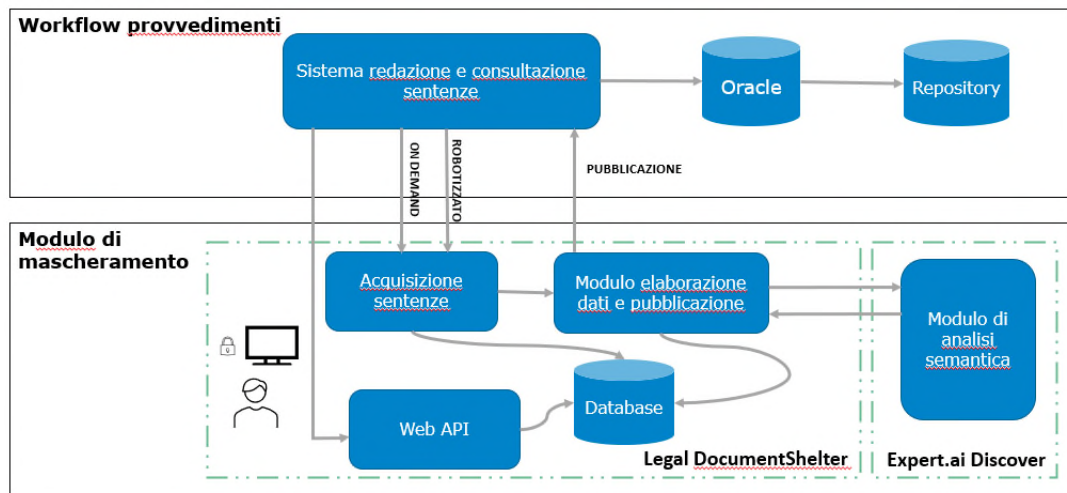 Workflow provvedimenti
Sistema redazione e consultazione
sentenze
Oracle
Repository
ON DEMAND
ROBOTIZZATO
PUBBLICAZIONE
Modulo di
mascheramento
Acquisizione
sentenze
Modulo elaborazione
dati e pubblicazione
Modulo di
analisi
semantica
Database
Web API
Legal DocumentShelter
Expert.ai Discover